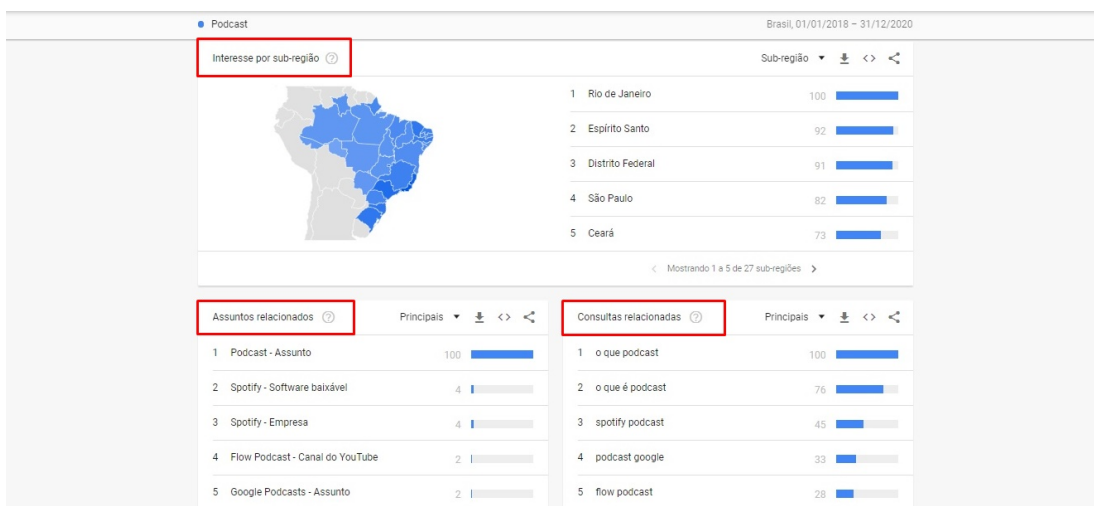 Podcast
Brasil, 01/01/2018 – 31/12/2020
Interesse por sub-região
Sub-região
1 Rio de Janeiro 100
2 Espírito Santo 92
3 Distrito Federal 91
4 São Paulo 82
5 Ceará 73
Mostrando 1 a 5 de 27 sub-regiões
Assuntos relacionados
Principais
1 Podcast - Assunto 100
2 Spotify - Software baixável 4
3 Spotify - Empresa 4
4 Flow Podcast - Canal do YouTube 2
5 Google Podcasts - Assunto 2
Consultas relacionadas
Principais
1 o que podcast 100
2 o que é podcast 76
3 spotify podcast 45
4 podcast google 33
5 flow podcast 28